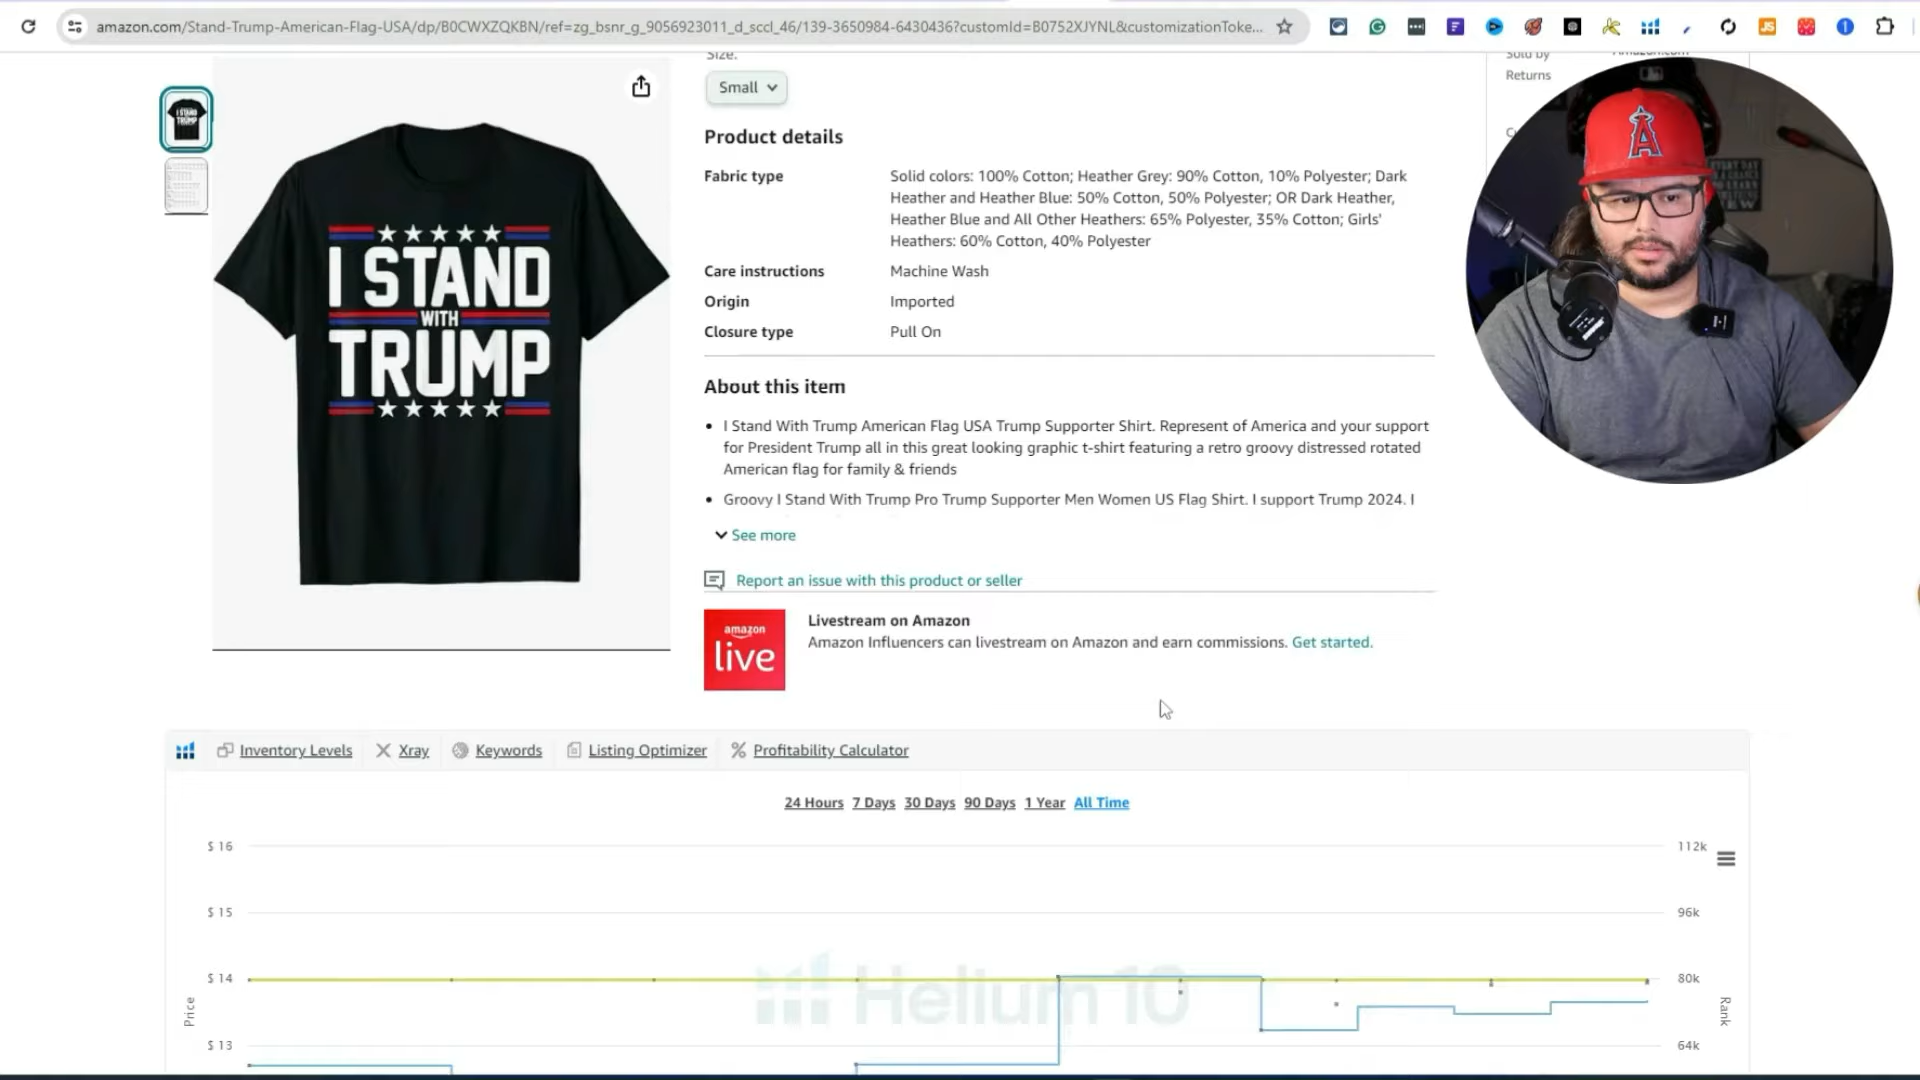 amazon.com/Stand-Trump-American-Flag-USA/dp/B0CWXZQKBN/ref=zg_bsnr_g_9056923011_d_sccl_46/139-3650984-6430436?customId=B0752XJYNL&customizationToke...
JS
Size:
Small
Product details
Fabric type
Solid colors: 100% Cotton; Heather Grey: 90% Cotton, 10% Polyester; Dark
Heather and Heather Blue: 50% Cotton, 50% Polyester; OR Dark Heather,
Heather Blue and All Other Heathers: 65% Polyester, 35% Cotton; Girls'
Heathers: 60% Cotton, 40% Polyester
Care instructions
Machine Wash
Origin
Imported
Closure type
Pull On
I STAND
WITH
TRUMP
About this item
I Stand With Trump American Flag USA Trump Supporter Shirt. Represent of America and your support
for President Trump all in this great looking graphic t-shirt featuring a retro groovy distressed rotated
American flag for family & friends
Groovy I Stand With Trump Pro Trump Supporter Men Women US Flag Shirt. I support Trump 2024. I
See more
Report an issue with this product or seller
amazon
live
Livestream on Amazon
Amazon Influencers can livestream on Amazon and earn commissions. Get started.
Sold by
Amazon.com
Returns
A
Inventory Levels
Xray
Keywords
Listing Optimizer
Profitability Calculator
24 Hours 7 Days 30 Days 90 Days 1 Year All Time
$ 16
112k
$ 15
96k
$ 14
80k
Helium 10
Price
Rank
$ 13
64k